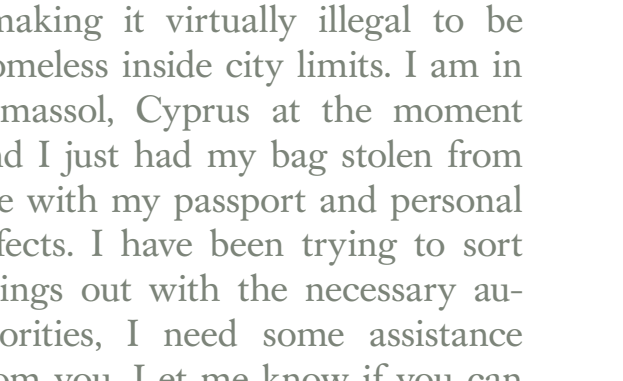 making it virtually illegal to be
omeless inside city limits. I am in
massol, Cyprus at the moment
nd I just had my bag stolen from
e with my passport and personal
fects. I have been trying to sort
ings out with the necessary au-
orities, I need some assistance
om you. Let me know if you can